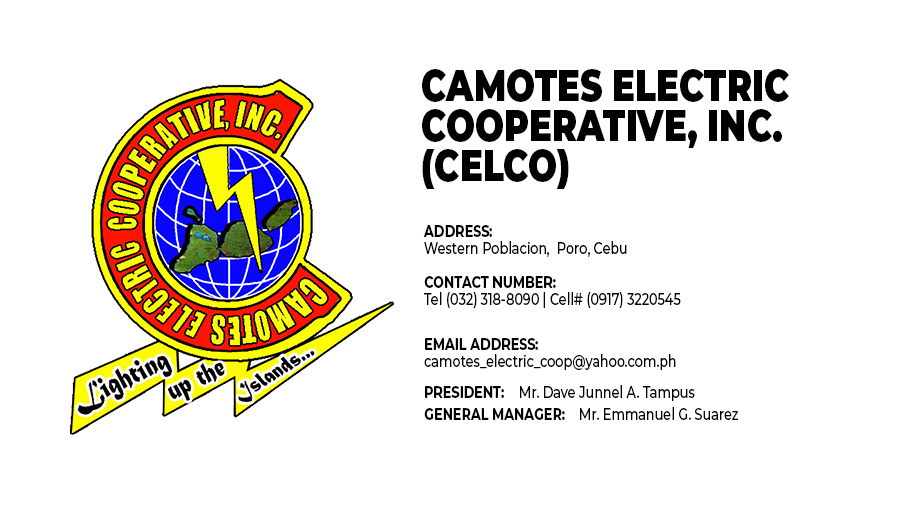 CAMOTES ELECTRIC COOPERATIVE, INC.
Lighting
up the
Islands...
CAMOTES ELECTRIC
COOPERATIVE, INC.
(CELCO)
ADDRESS:
Western Poblacion, Poro, Cebu
CONTACT NUMBER:
Tel (032) 318-8090 | Cell# (0917) 3220545
EMAIL ADDRESS:
camotes_electric_coop@yahoo.com.ph
PRESIDENT: Mr. Dave Junnel A. Tampus
GENERAL MANAGER: Mr. Emmanuel G. Suarez